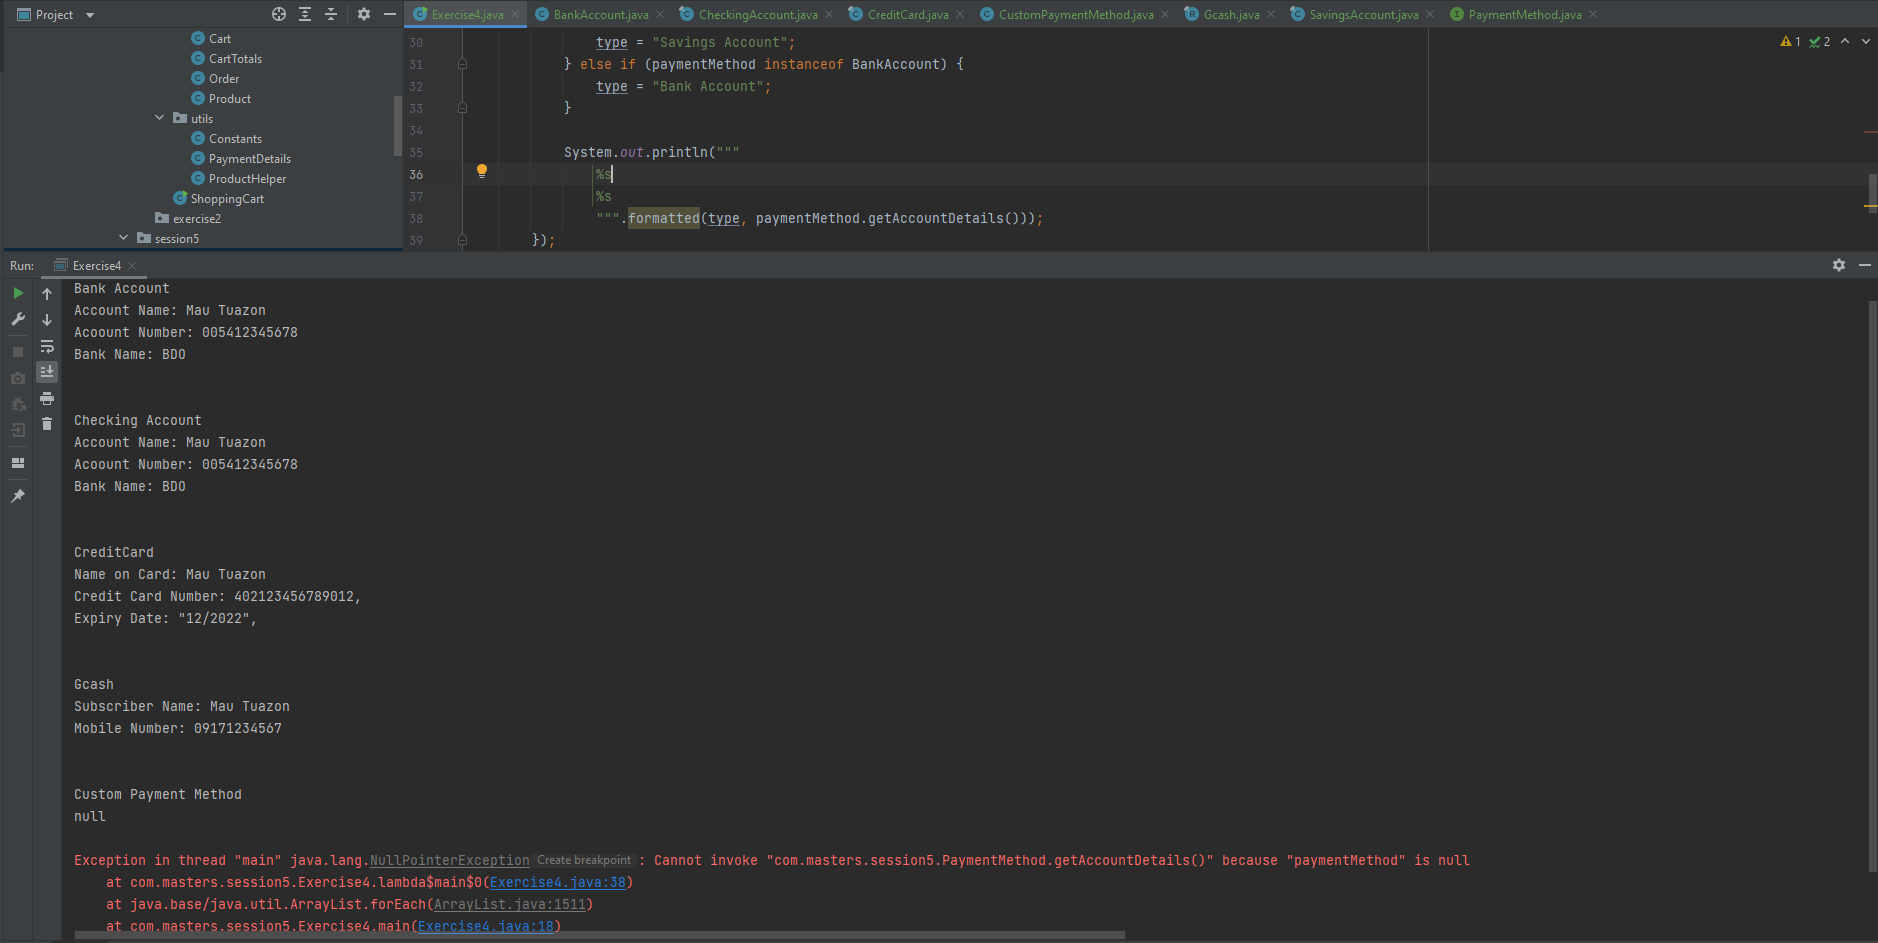 Project
Exercise4.java
BankAccount.java
CheckingAccount.java
CreditCard.java
CustomPaymentMethod.java
Gcash.java
SavingsAccount.java
PaymentMethod.java
Cart
CartTotals
Order
Product
utils
Constants
PaymentDetails
ProductHelper
ShoppingCart
exercise2
session5
1 2
30 type = "Savings Account";
31 } else if (paymentMethod instanceof BankAccount) {
32 type = "Bank Account";
33 }
34
35 System.out.println("""
36 %s
37 %s
38 """.formatted(type, paymentMethod.getAccountDetails()));
39 });
Run: Exercise4
Bank Account
Account Name: Mau Tuazon
Acoount Number: 005412345678
Bank Name: BDO
Checking Account
Account Name: Mau Tuazon
Acoount Number: 005412345678
Bank Name: BDO
CreditCard
Name on Card: Mau Tuazon
Credit Card Number: 402123456789012,
Expiry Date: "12/2022",
Gcash
Subscriber Name: Mau Tuazon
Mobile Number: 09171234567
Custom Payment Method
null
Exception in thread "main" java.lang.NullPointerException Create breakpoint : Cannot invoke "com.masters.session5.PaymentMethod.getAccountDetails()" because "paymentMethod" is null
at com.masters.session5.Exercise4.lambda$main$0(Exercise4.java:38)
at java.base/java.util.ArrayList.forEach(ArrayList.java:1511)
at com.masters.session5.Exercise4.main(Exercise4.java:18)